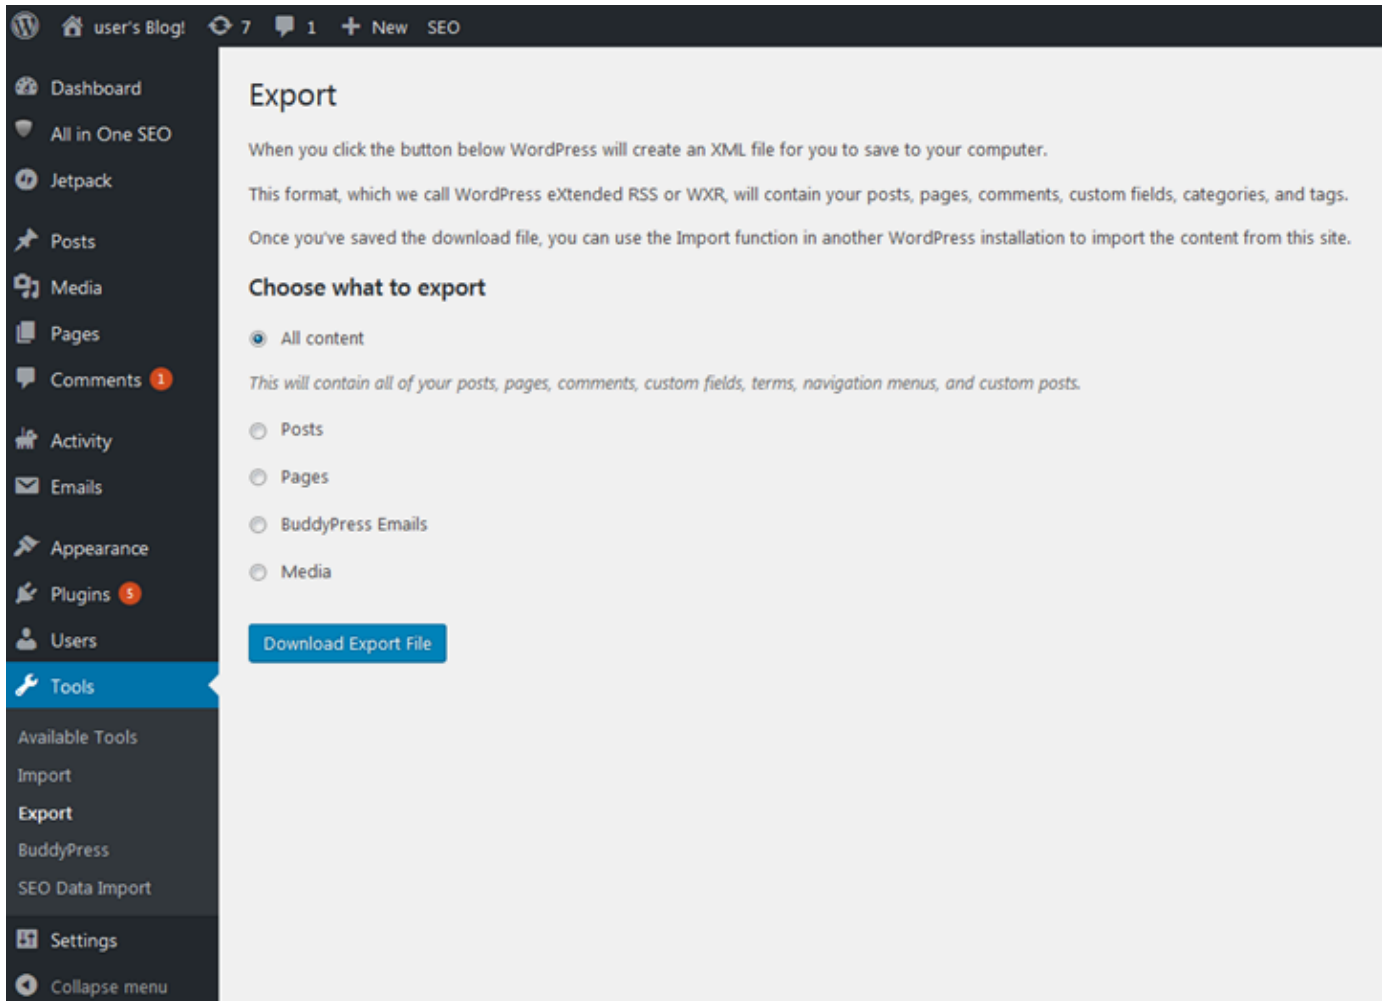 user's Blog! 7 1 New SEO
Dashboard
All in One SEO
Jetpack
Posts
Media
Pages
Comments 1
Activity
Emails
Appearance
Plugins 5
Users
Tools
Available Tools
Import
Export
BuddyPress
SEO Data Import
Settings
Collapse menu
Export
When you click the button below WordPress will create an XML file for you to save to your computer.
This format, which we call WordPress eXtended RSS or WXR, will contain your posts, pages, comments, custom fields, categories, and tags.
Once you've saved the download file, you can use the Import function in another WordPress installation to import the content from this site.
Choose what to export
All content
This will contain all of your posts, pages, comments, custom fields, terms, navigation menus, and custom posts.
Posts
Pages
BuddyPress Emails
Media
Download Export File